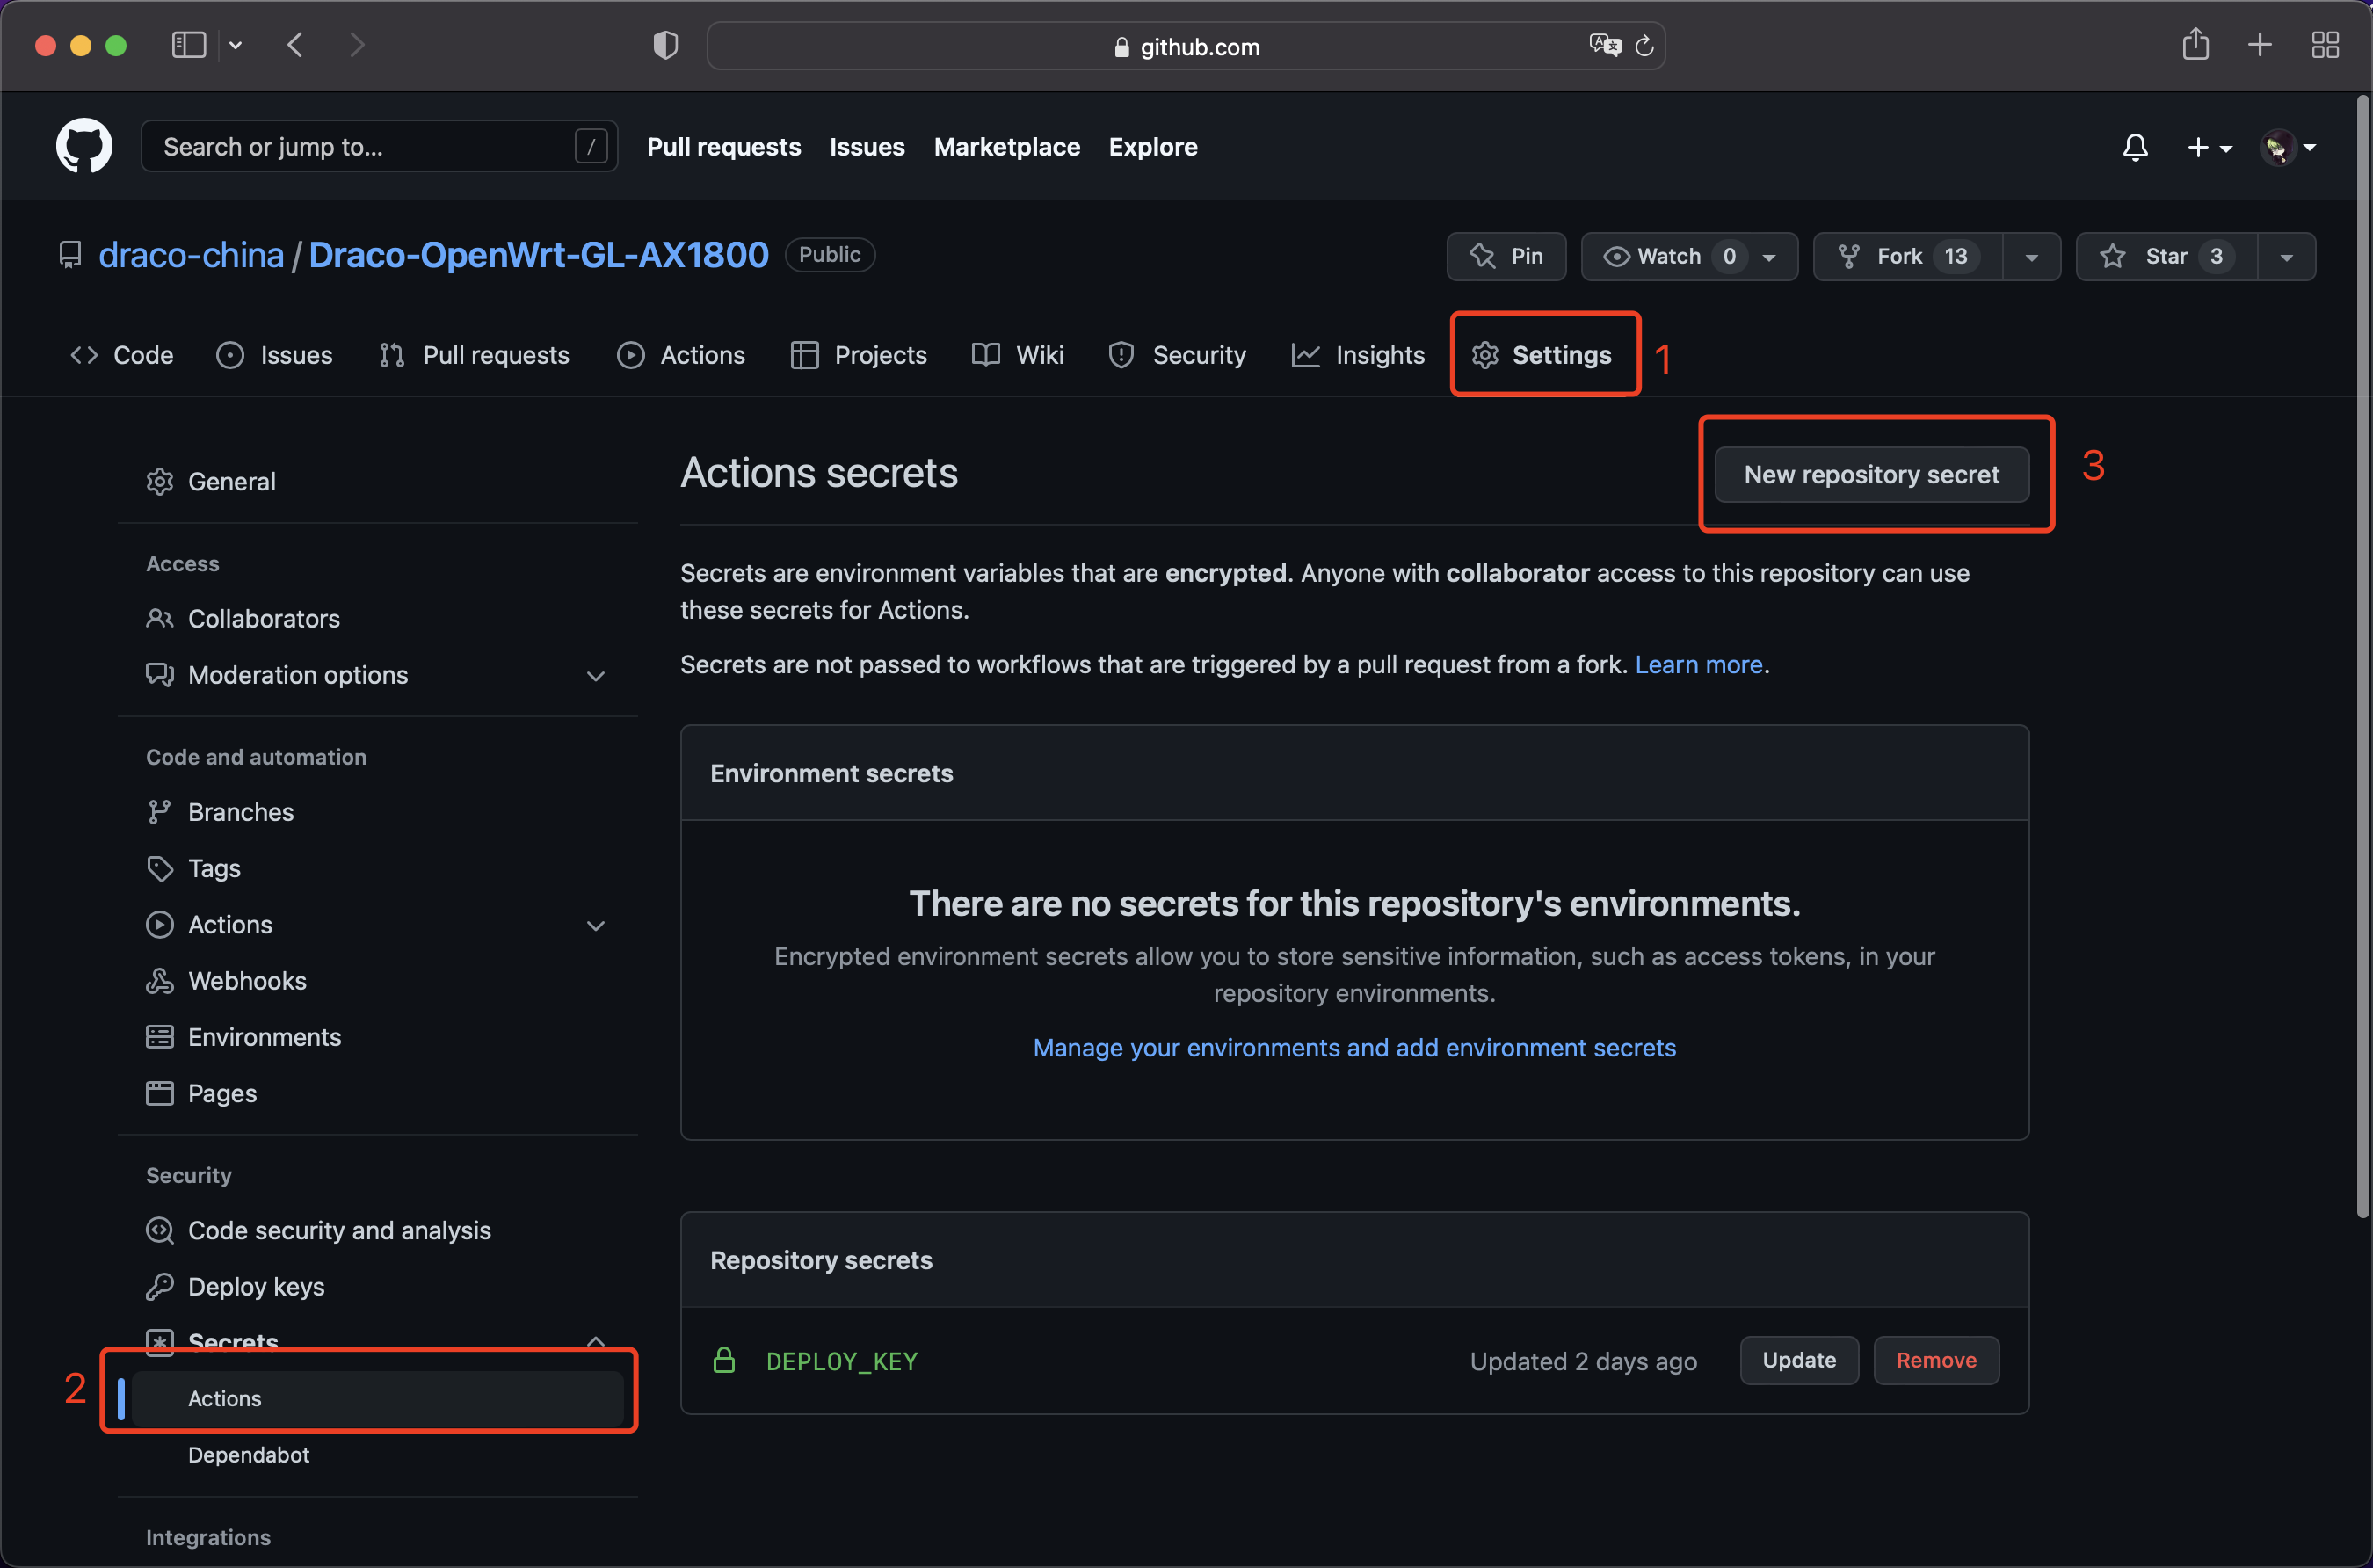 github.com
Search or jump to... /
Pull requests Issues Marketplace Explore
draco-china / Draco-OpenWrt-GL-AX1800 Public
Pin Watch 0 Fork 13 Star 3
Code Issues Pull requests Actions Projects Wiki Security Insights Settings 1
General
Access
Collaborators
Moderation options
Code and automation
Branches
Tags
Actions
Webhooks
Environments
Pages
Security
Code security and analysis
Deploy keys
Secrets
2 Actions
Dependabot
Integrations
Actions secrets
New repository secret 3
Secrets are environment variables that are encrypted. Anyone with collaborator access to this repository can use
these secrets for Actions.
Secrets are not passed to workflows that are triggered by a pull request from a fork. Learn more.
Environment secrets
There are no secrets for this repository's environments.
Encrypted environment secrets allow you to store sensitive information, such as access tokens, in your
repository environments.
Manage your environments and add environment secrets
Repository secrets
DEPLOY_KEY Updated 2 days ago Update Remove